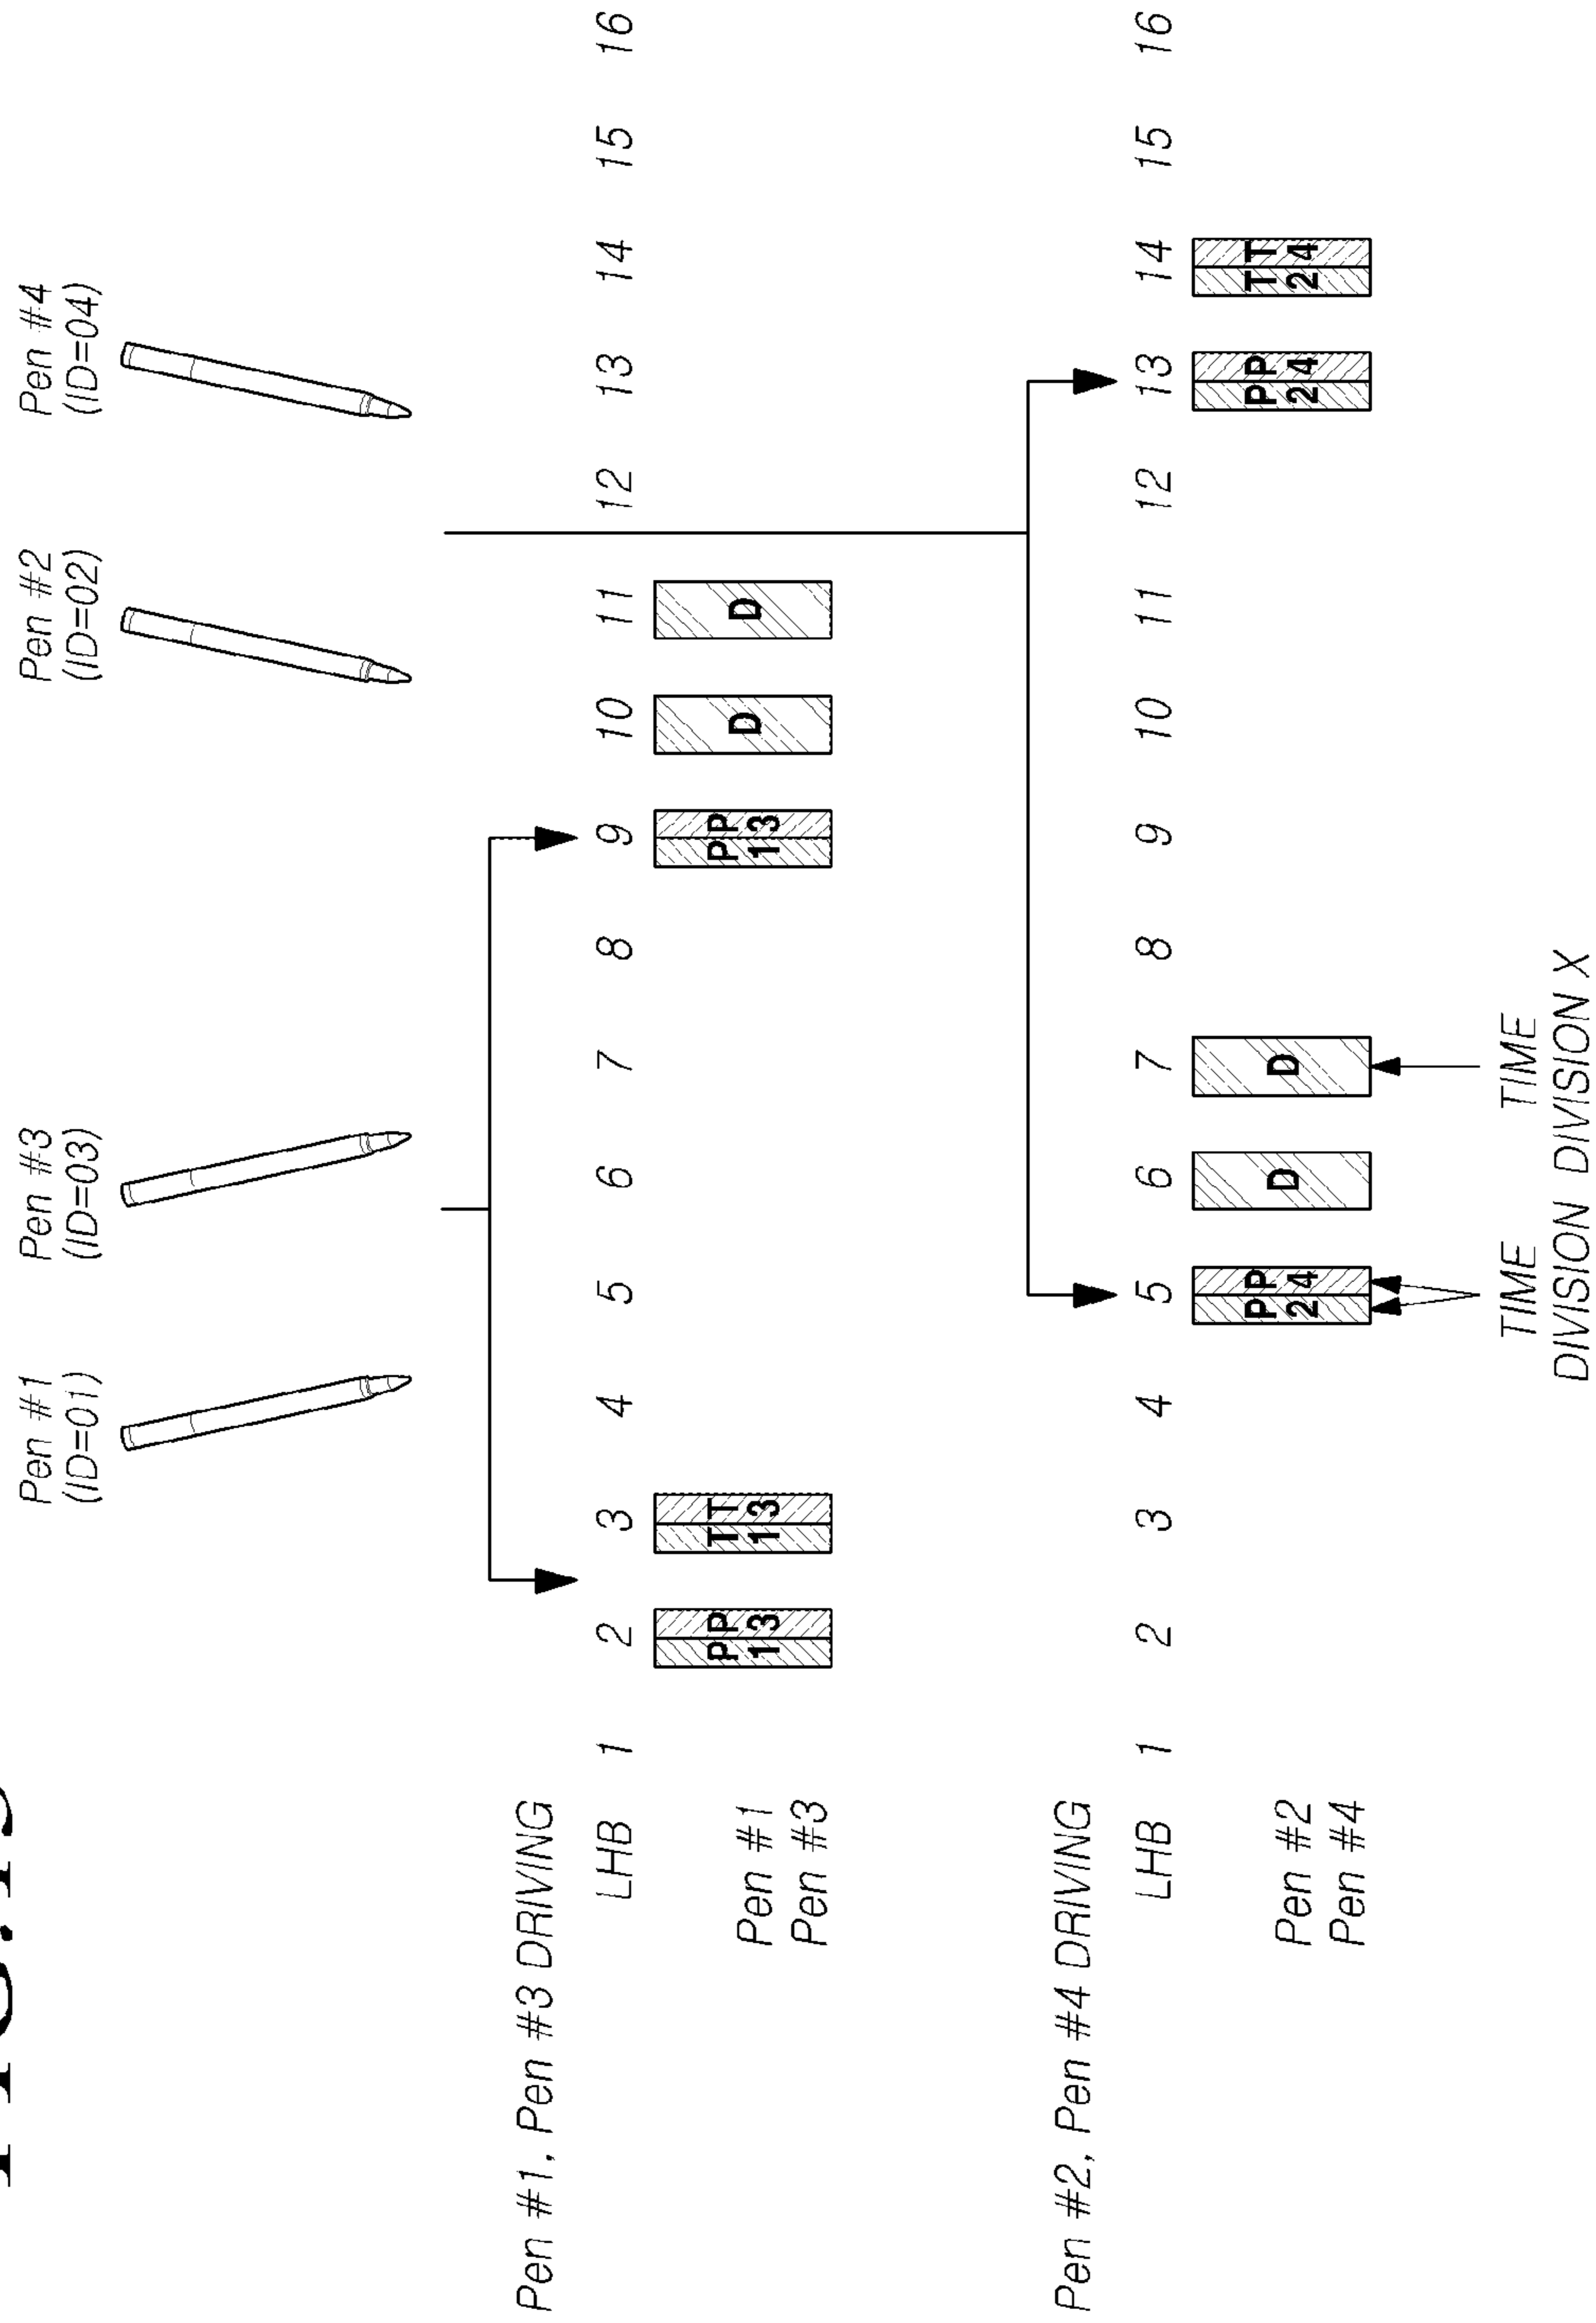 Pen #1 Pen #3 Pen #2 Pen #4
(ID=01) (ID=03) (ID=02) (ID=04)
Pen #1, Pen #3 DRIVING
LHB 1 2 3 4 5 6 7 8 9 10 11 12 13 14 15 16
Pen #1
Pen #3
PP TT PP D D
13 13 13
Pen #2, Pen #4 DRIVING
LHB 1 2 3 4 5 6 7 8 9 10 11 12 13 14 15 16
Pen #2
Pen #4
PP D D PP TT
24 24 24
TIME TIME
DIVISION DIVISION X